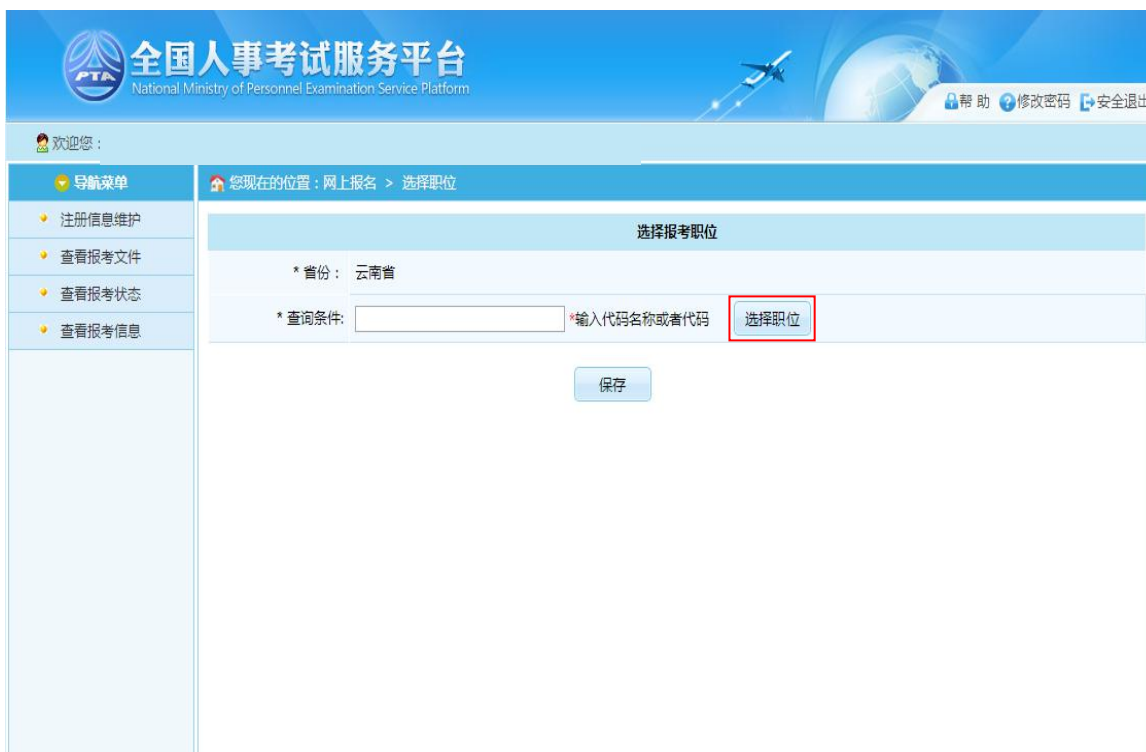 全国人事考试服务平台
PTA
National Ministry of Personnel Examination Service Platform
帮 助 修改密码 安全退出
欢迎您：
导航菜单
您现在的位置：网上报名 > 选择职位
注册信息维护
查看报考文件
查看报考状态
查看报考信息
选择报考职位
* 省份： 云南省
* 查询条件: *输入代码名称或者代码 选择职位
保存